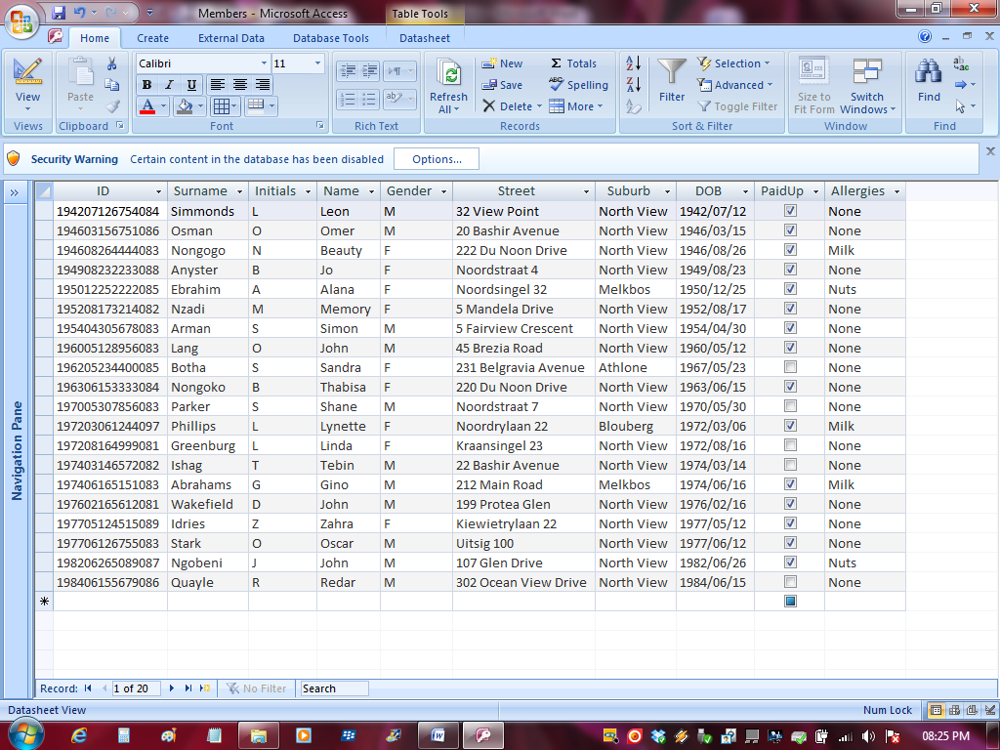 Members - Microsoft Access Table Tools
Home Create External Data Database Tools Datasheet
Calibri 11
New Totals Selection
Save Spelling Advanced
Delete More Toggle Filter
View Paste B I U Refresh All Filter Size to Fit Form Switch Windows Find
Views Clipboard Font Rich Text Records Sort & Filter Window Find
Security Warning Certain content in the database has been disabled Options...
ID Surname Initials Name Gender Street Suburb DOB PaidUp Allergies
194207126754084 Simmonds L Leon M 32 View Point North View 1942/07/12 None
194603156751086 Osman O Omer M 20 Bashir Avenue North View 1946/03/15 None
194608264444083 Nongogo N Beauty F 222 Du Noon Drive North View 1946/08/26 Milk
194908232233088 Anyster B Jo F Noordstraat 4 North View 1949/08/23 None
195012252222085 Ebrahim A Alana F Noordsingel 32 Melkbos 1950/12/25 Nuts
195208173214082 Nzadi M Memory F 5 Mandela Drive North View 1952/08/17 None
195404305678083 Arman S Simon M 5 Fairview Crescent North View 1954/04/30 None
196005128956083 Lang O John M 45 Brezia Road North View 1960/05/12 None
196205234400085 Botha S Sandra F 231 Belgravia Avenue Athlone 1967/05/23 None
196306153333084 Nongoko B Thabisa F 220 Du Noon Drive North View 1963/06/15 None
197005307856083 Parker S Shane M Noordstraat 7 North View 1970/05/30 None
197203061244097 Phillips L Lynette F Noordrylaan 22 Blouberg 1972/03/06 Milk
197208164999081 Greenburg L Linda F Kraansingel 23 North View 1972/08/16 None
197403146572082 Ishag T Tebin M 22 Bashir Avenue North View 1974/03/14 None
197406165151083 Abrahams G Gino M 212 Main Road Melkbos 1974/06/16 Milk
197602165612081 Wakefield D John M 199 Protea Glen North View 1976/02/16 None
197705124515089 Idries Z Zahra F Kiewietrylaan 22 North View 1977/05/12 None
197706126755083 Stark O Oscar M Uitsig 100 North View 1977/06/12 None
198206265089087 Ngobeni J John M 107 Glen Drive North View 1982/06/26 Nuts
198406155679086 Quayle R Redar M 302 Ocean View Drive North View 1984/06/15 None
Navigation Pane
Record: 1 of 20 No Filter Search
Datasheet View Num Lock
08:25 PM